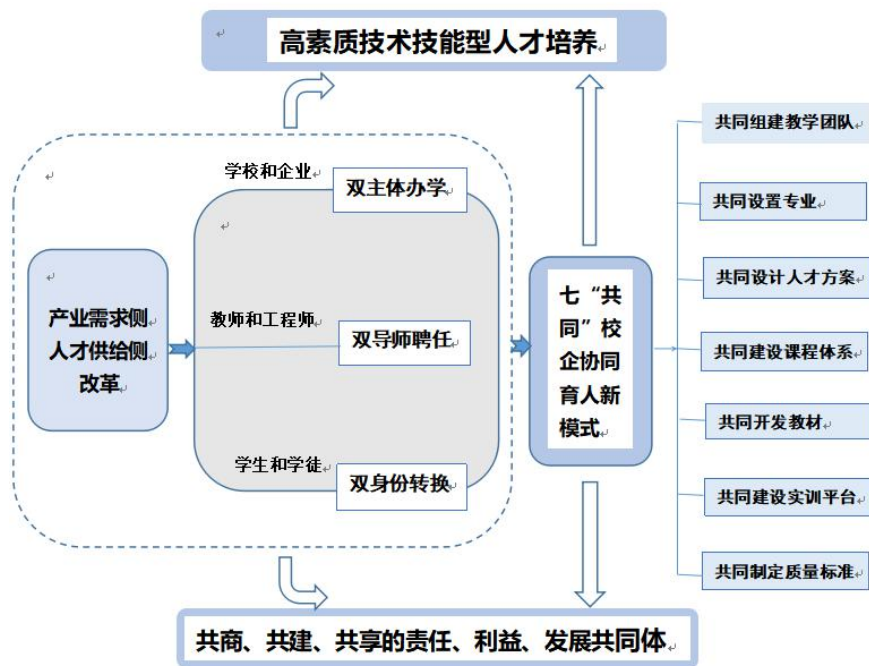 高素质技术技能型人才培养
学校和企业
双主体办学
产业需求侧
人才供给侧
改革
教师和工程师
双导师聘任
学生和学徒
双身份转换
七“共
同”校
企协同
育人新
模式
共同组建教学团队
共同设置专业
共同设计人才方案
共同建设课程体系
共同开发教材
共同建设实训平台
共同制定质量标准
共商、共建、共享的责任、利益、发展共同体